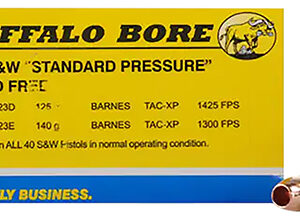 FFALO BORE
&W "STANDARD PRESSURE"
D FREE
23D 125 BARNES TAC-XP 1425 FPS
23E 140 g BARNES TAC-XP 1300 FPS
n ALL 40 S&W Pistols in normal operating condition.
LY BUSINESS.